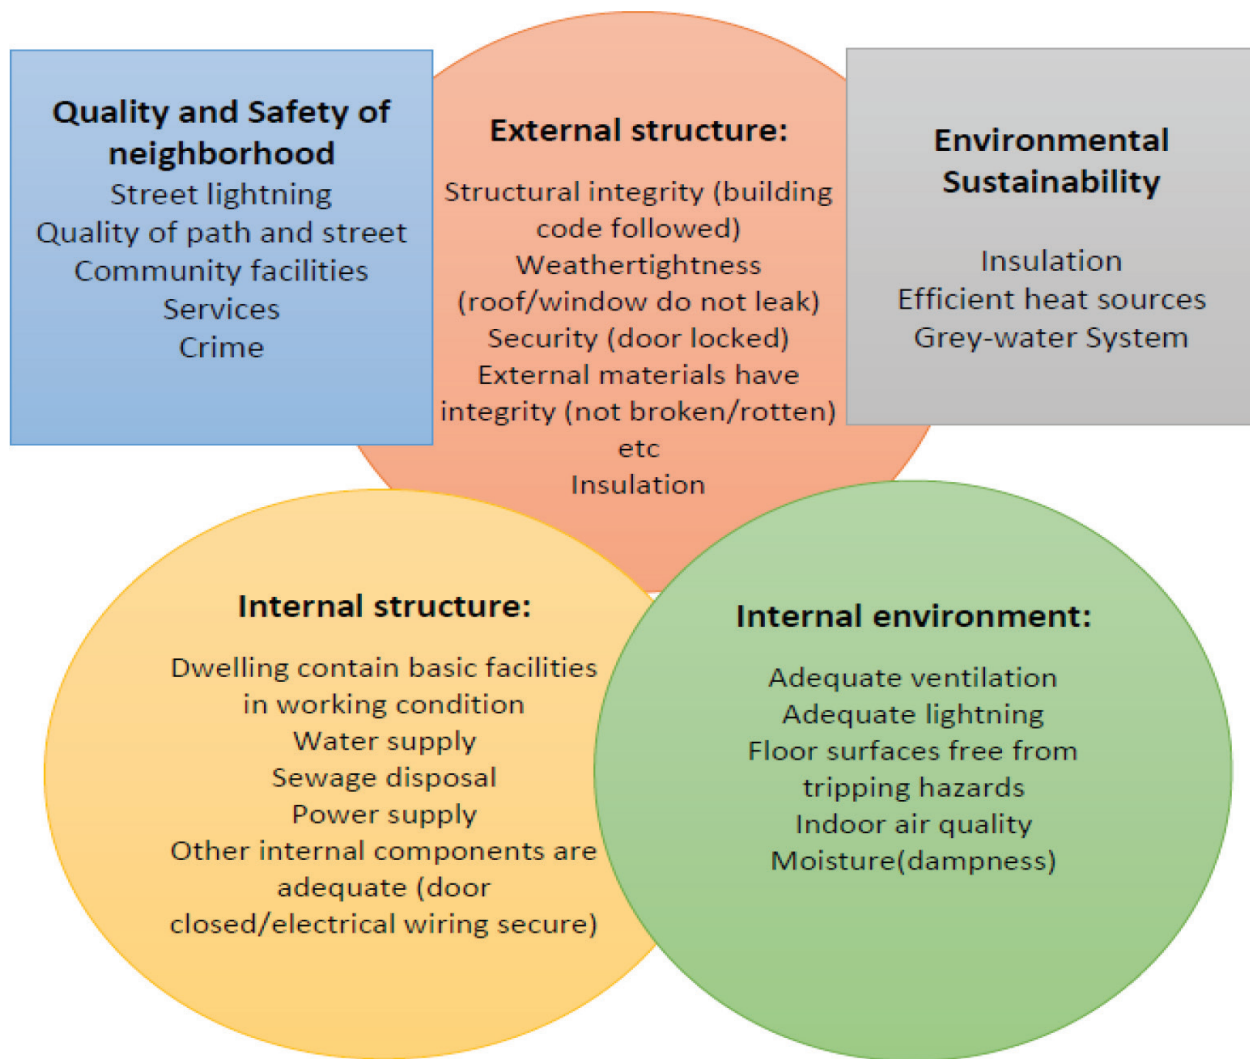 Quality and Safety of
neighborhood
Street lightning
Quality of path and street
Community facilities
Services
Crime
External structure:
Structural integrity (building
code followed)
Weathertightness
(roof/window do not leak)
Security (door locked)
External materials have
integrity (not broken/rotten)
etc
Insulation
Environmental
Sustainability
Insulation
Efficient heat sources
Grey-water System
Internal structure:
Dwelling contain basic facilities
in working condition
Water supply
Sewage disposal
Power supply
Other internal components are
adequate (door
closed/electrical wiring secure)
Internal environment:
Adequate ventilation
Adequate lightning
Floor surfaces free from
tripping hazards
Indoor air quality
Moisture(dampness)